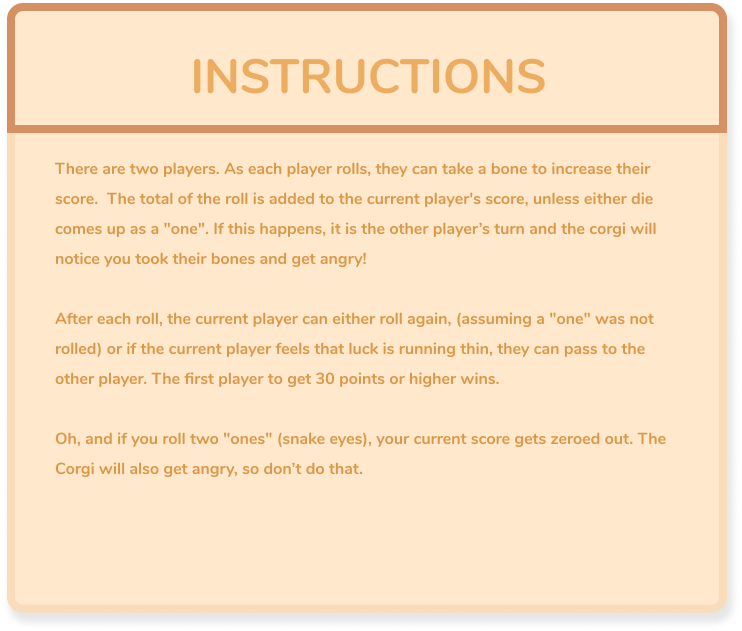 INSTRUCTIONS
There are two players. As each player rolls, they can take a bone to increase their
score.  The total of the roll is added to the current player's score, unless either die
comes up as a "one". If this happens, it is the other player’s turn and the corgi will
notice you took their bones and get angry!
After each roll, the current player can either roll again, (assuming a "one" was not
rolled) or if the current player feels that luck is running thin, they can pass to the
other player. The first player to get 30 points or higher wins.
Oh, and if you roll two "ones" (snake eyes), your current score gets zeroed out. The
Corgi will also get angry, so don’t do that.